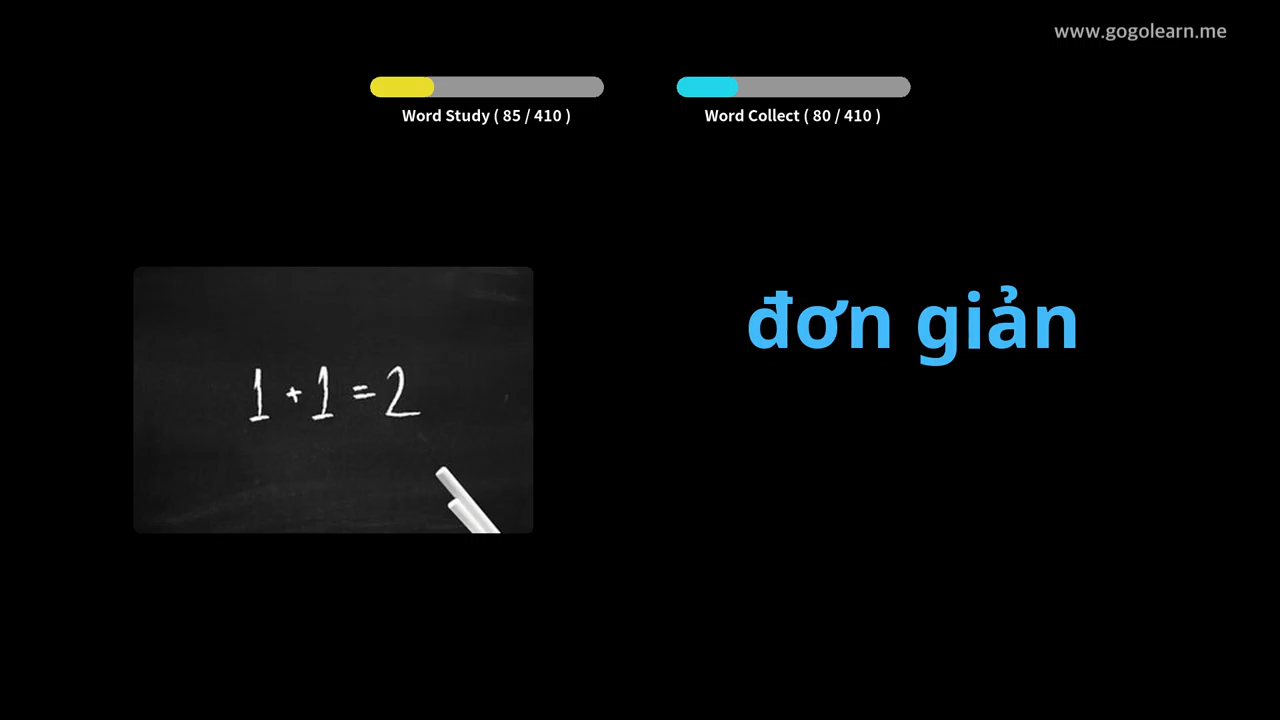 www.gogolearn.me
Word Study ( 85 / 410 )
Word Collect ( 80 / 410 )
đơn giản
1 + 1 = 2